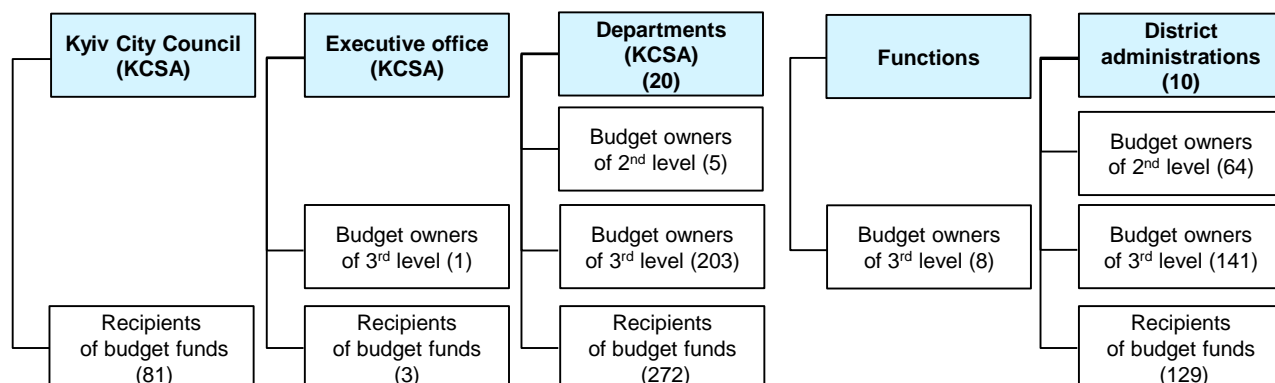 Kyiv City Council
(KCSA)
Recipients
of budget funds
(81)
Executive office
(KCSA)
Budget owners
of 3rd level (1)
Recipients
of budget funds
(3)
Departments
(KCSA)
(20)
Budget owners
of 2nd level (5)
Budget owners
of 3rd level (203)
Recipients
of budget funds
(272)
Functions
Budget owners
of 3rd level (8)
District
administrations
(10)
Budget owners
of 2nd level (64)
Budget owners
of 3rd level (141)
Recipients
of budget funds
(129)